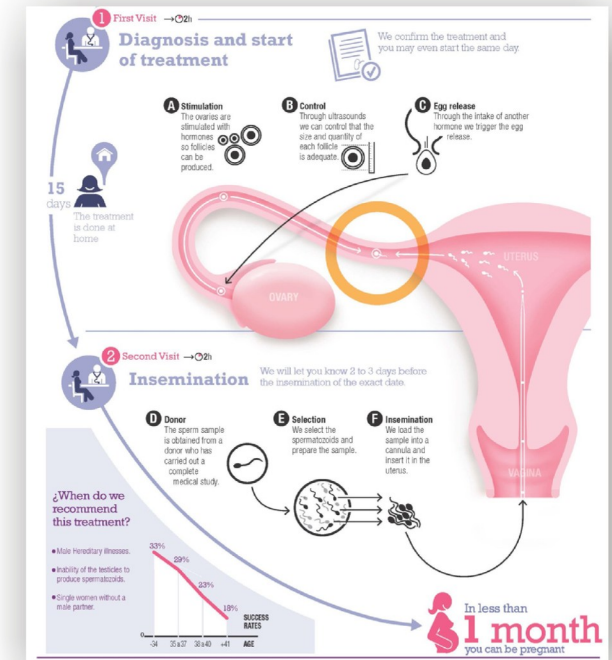 1 First Visit → 2h
Diagnosis and start
of treatment
We confirm the treatment and
you may even start the same day.
A Stimulation
The ovaries are
stimulated with
hormones
so follicles
can be
produced.
B Control
Through ultrasounds
we can control that the
size and quantity of
each follicle
is adequate.
C Egg release
Through the intake of another
hormone we trigger the egg
release.
15
days
The treatment
is done at
home
OVARY
UTERUS
VAGINA
2 Second Visit → 2h
Insemination
We will let you know 2 to 3 days before
the insemination of the exact date.
D Donor
The sperm sample
is obtained from a
donor who has
carried out a
complete
medical study.
E Selection
We select the
spermatozoids and
prepare the sample.
F Insemination
We load the
sample into a
cannula and
insert it in the
uterus.
¿When do we
recommend
this treatment?
• Male Hereditary illnesses.
• Inability of the testicles to
produce spermatozoids.
• Single women without a
male partner.
33%
29%
23%
18%
SUCCESS
RATES
0
-34 35 a 37 38 a 40 +41 AGE
In less than
1 month
you can be pregnant